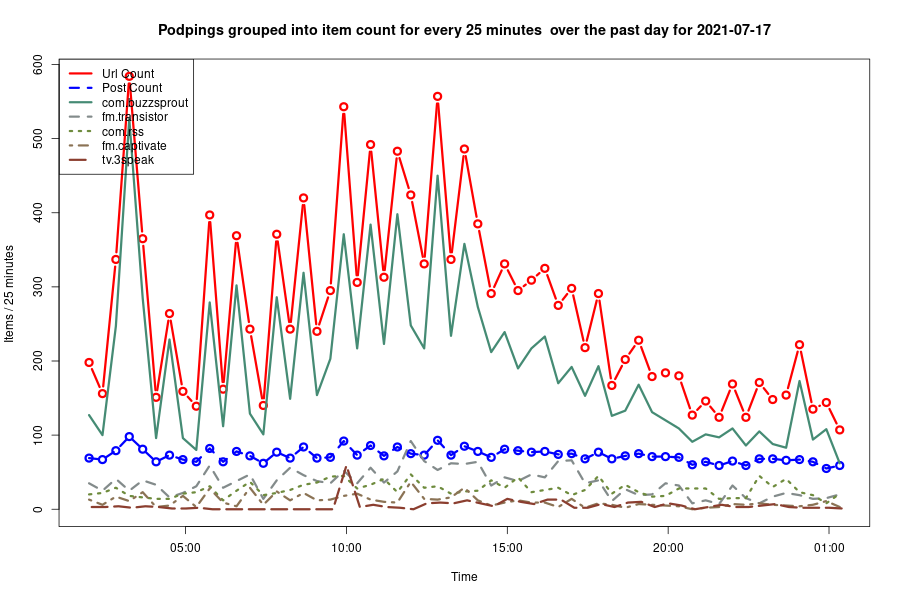 Podpings grouped into item count for every 25 minutes  over the past day for 2021-07-17
Url Count
Post Count
com.buzzsprout
fm.transistor
com.rss
fm.captivate
tv.3speak
Items / 25 minutes
600
500
400
300
200
100
0
05:00
10:00
15:00
20:00
01:00
Time